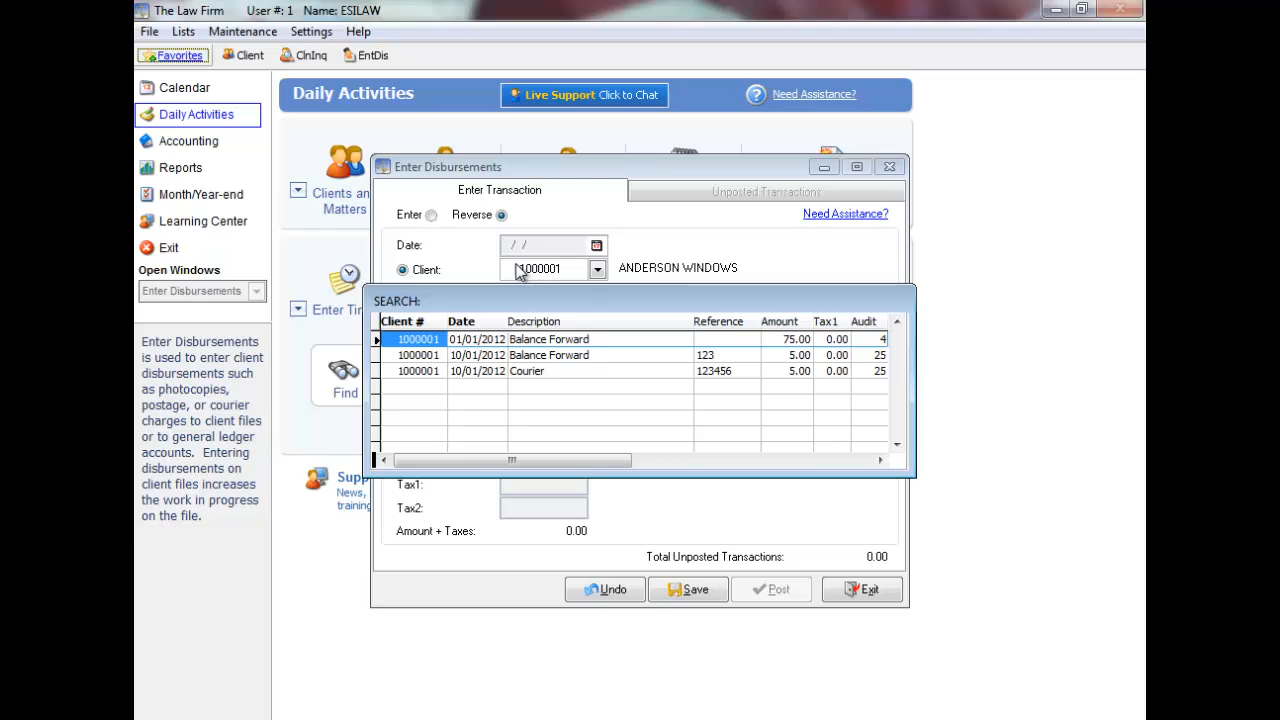 The Law Firm User #: 1 Name: ESILAW
File Lists Maintenance Settings Help
Favorites Client ClnInq EntDis
Calendar
Daily Activities
Accounting
Reports
Month/Year-end
Learning Center
Exit
Open Windows
Enter Disbursements
Enter Disbursements
is used to enter client
disbursements such
as photocopies,
postage, or courier
charges to client files
or to general ledger
accounts. Entering
disbursements on
client files increases
the work in progress
on the file.
Daily Activities
Live Support Click to Chat
Need Assistance?
Clients an
Matters
Enter Tir
Find
Supp
News,
training
Enter Disbursements
Enter Transaction
Unposted Transactions
Enter
Reverse
Need Assistance?
Date: / /
Client: 1000001 ANDERSON WINDOWS
SEARCH:
Client # Date Description Reference Amount Tax1 Audit
1000001 01/01/2012 Balance Forward 75.00 0.00 4
1000001 10/01/2012 Balance Forward 123 5.00 0.00 25
1000001 10/01/2012 Courier 123456 5.00 0.00 25
Tax1:
Tax2:
Amount + Taxes: 0.00
Total Unposted Transactions: 0.00
Undo Save Post Exit